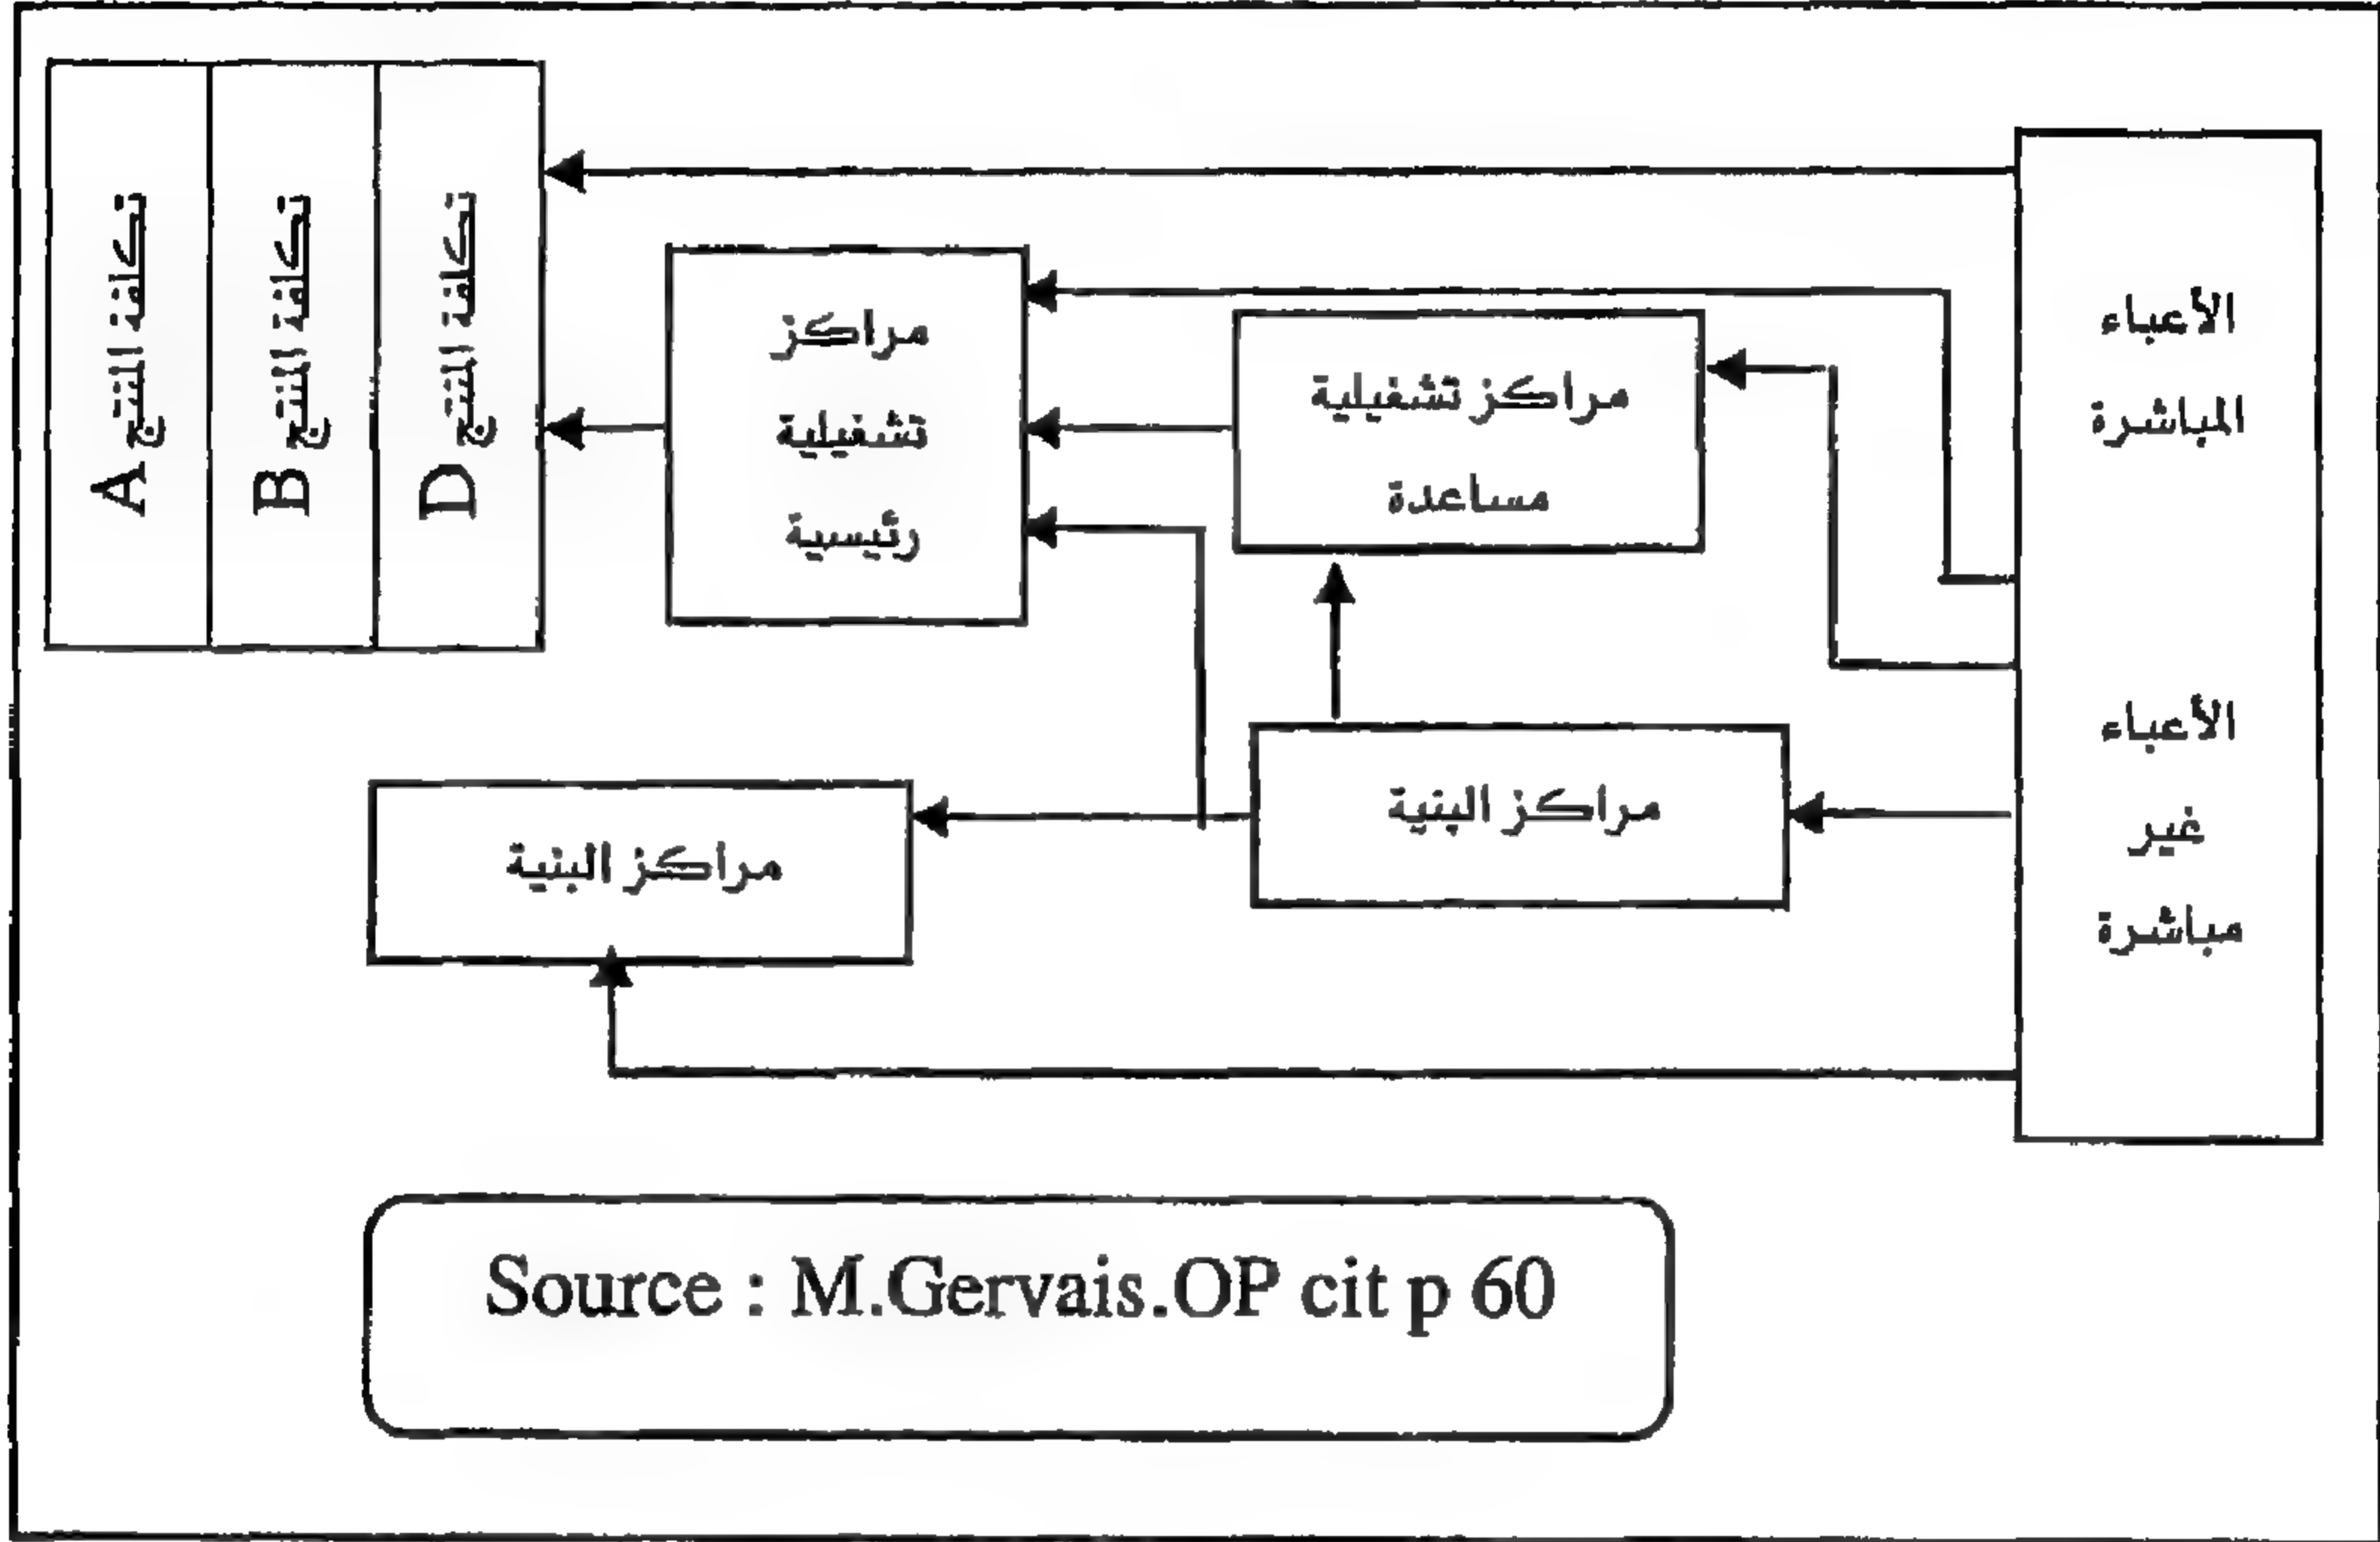 الأعباء
المباشرة
الأعباء
غير
مباشرة
مراكز تشغيلية
مساعدة
مراكز البنية
مراكز
تشغيلية
رئيسية
مراكز البنية
تكلفة المنتج D
تكلفة المنتج B
تكلفة المنتج A
Source : M.Gervais.OP cit p 60